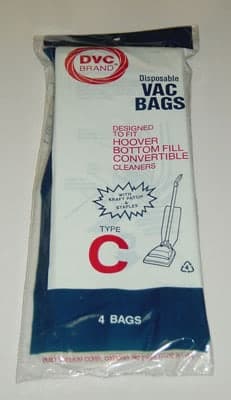 DVC
BRAND
Disposable
VAC
BAGS
DESIGNED
TO FIT
HOOVER
BOTTOM FILL
CONVERTIBLE
CLEANERS
WITH
KRAFT PATCH
&
STAPLES
TYPE
C
4 BAGS